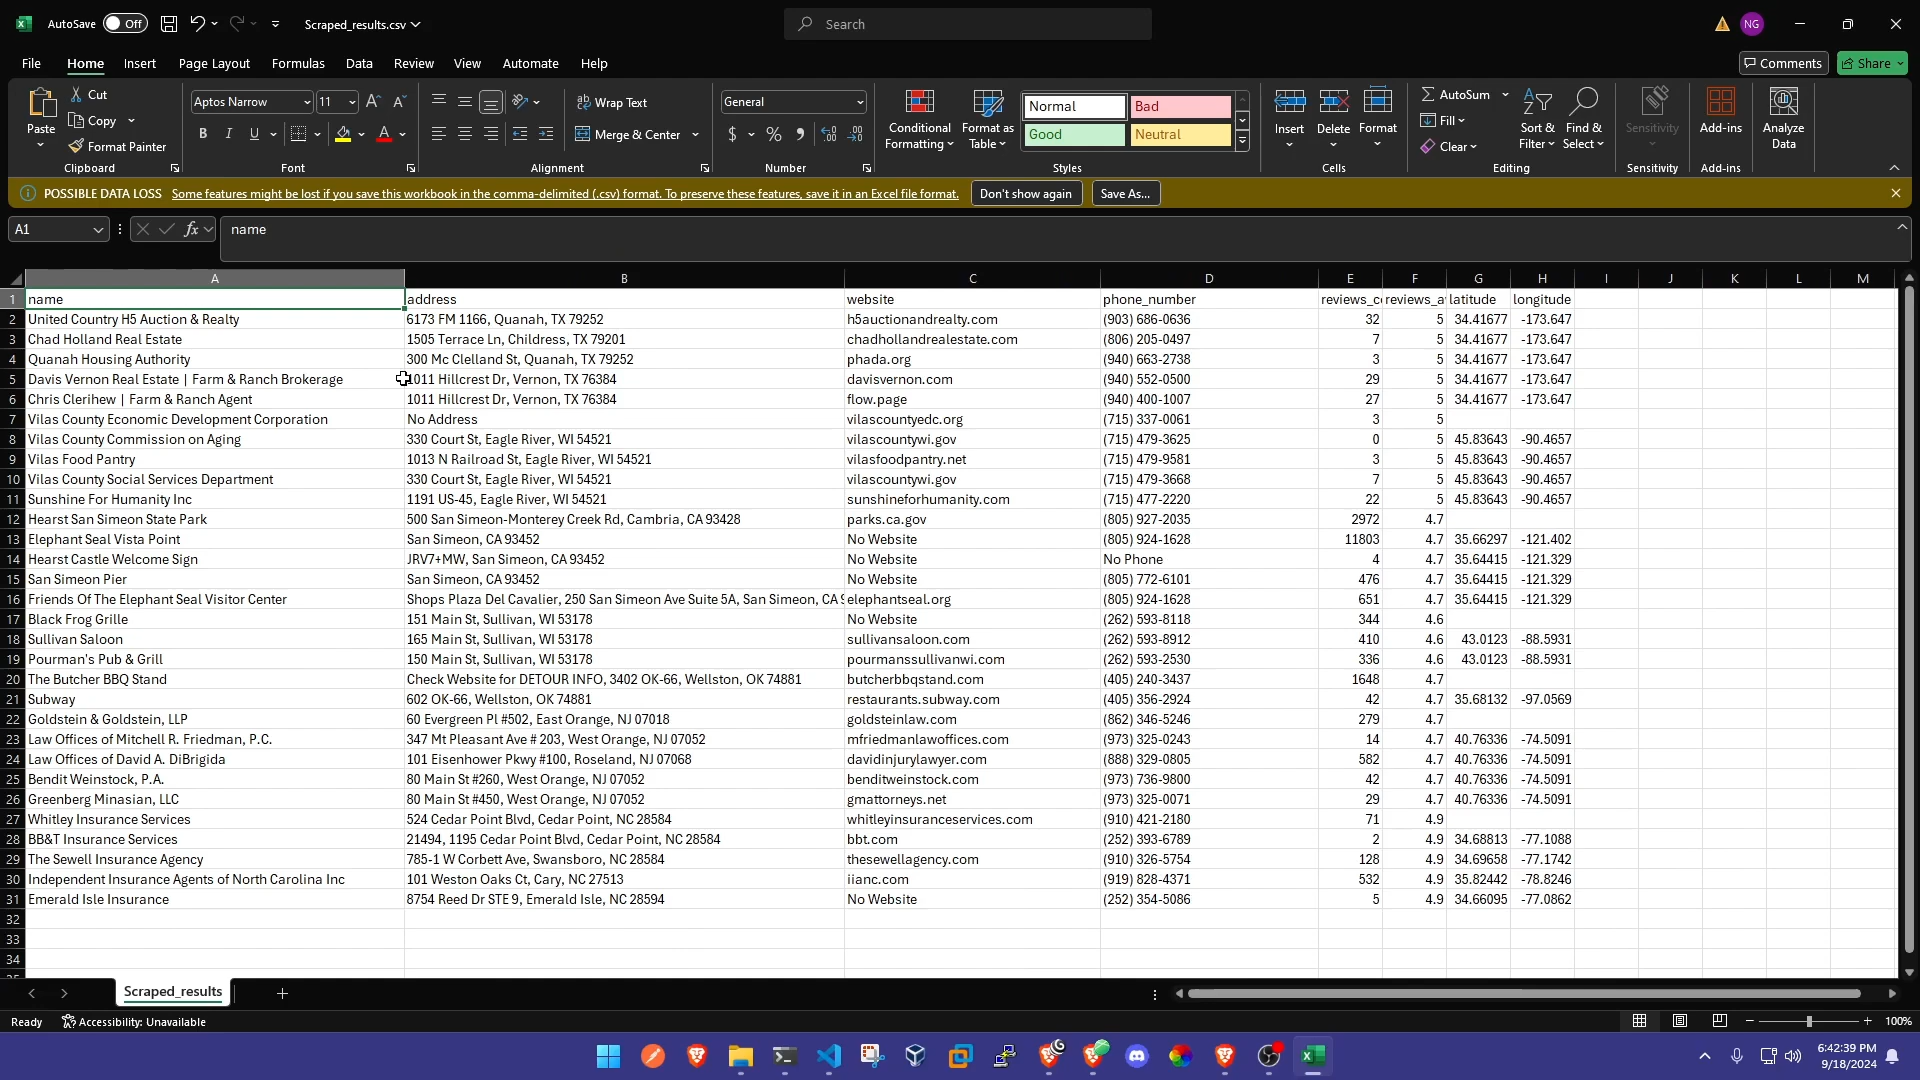 AutoSave Off Scraped_results.csv Search NG
File Home Insert Page Layout Formulas Data Review View Automate Help Comments Share
Paste Cut Copy Format Painter Clipboard
Aptos Narrow 11 B I U A Font
Wrap Text Merge & Center Alignment
General $ % , Number
Conditional Formatting Format as Table Normal Bad Good Neutral Styles
Insert Delete Format Cells
AutoSum Fill Clear Sort & Filter Find & Select Editing
Sensitivity Sensitivity Add-ins Add-ins Analyze Data
POSSIBLE DATA LOSS Some features might be lost if you save this workbook in the comma-delimited (.csv) format. To preserve these features, save it in an Excel file format. Don't show again Save As...
A1 fx name
A B C D E F G H I J K L M
1 name address website phone_number reviews_c reviews_a latitude longitude
2 United Country H5 Auction & Realty 6173 FM 1166, Quanah, TX 79252 h5auctionandrealty.com (903) 686-0636 32 5 34.41677 -173.647
3 Chad Holland Real Estate 1505 Terrace Ln, Childress, TX 79201 chadhollandrealestate.com (806) 205-0497 7 5 34.41677 -173.647
4 Quanah Housing Authority 300 Mc Clelland St, Quanah, TX 79252 phada.org (940) 663-2738 3 5 34.41677 -173.647
5 Davis Vernon Real Estate | Farm & Ranch Brokerage 1011 Hillcrest Dr, Vernon, TX 76384 davisvernon.com (940) 552-0500 29 5 34.41677 -173.647
6 Chris Clerihew | Farm & Ranch Agent 1011 Hillcrest Dr, Vernon, TX 76384 flow.page (940) 400-1007 27 5 34.41677 -173.647
7 Vilas County Economic Development Corporation No Address vilascountyedc.org (715) 337-0061 3 5
8 Vilas County Commission on Aging 330 Court St, Eagle River, WI 54521 vilascountywi.gov (715) 479-3625 0 5 45.83643 -90.4657
9 Vilas Food Pantry 1013 N Railroad St, Eagle River, WI 54521 vilasfoodpantry.net (715) 479-9581 3 5 45.83643 -90.4657
10 Vilas County Social Services Department 330 Court St, Eagle River, WI 54521 vilascountywi.gov (715) 479-3668 7 5 45.83643 -90.4657
11 Sunshine For Humanity Inc 1191 US-45, Eagle River, WI 54521 sunshineforhumanity.com (715) 477-2220 22 5 45.83643 -90.4657
12 Hearst San Simeon State Park 500 San Simeon-Monterey Creek Rd, Cambria, CA 93428 parks.ca.gov (805) 927-2035 2972 4.7
13 Elephant Seal Vista Point San Simeon, CA 93452 No Website (805) 924-1628 11803 4.7 35.66297 -121.402
14 Hearst Castle Welcome Sign JRV7+MW, San Simeon, CA 93452 No Website No Phone 4 4.7 35.64415 -121.329
15 San Simeon Pier San Simeon, CA 93452 No Website (805) 772-6101 476 4.7 35.64415 -121.329
16 Friends Of The Elephant Seal Visitor Center Shops Plaza Del Cavalier, 250 San Simeon Ave Suite 5A, San Simeon, CA 9 elephantseal.org (805) 924-1628 651 4.7 35.64415 -121.329
17 Black Frog Grille 151 Main St, Sullivan, WI 53178 No Website (262) 593-8118 344 4.6
18 Sullivan Saloon 165 Main St, Sullivan, WI 53178 sullivansaloon.com (262) 593-8912 410 4.6 43.0123 -88.5931
19 Pourman's Pub & Grill 150 Main St, Sullivan, WI 53178 pourmanssullivanwi.com (262) 593-2530 336 4.6 43.0123 -88.5931
20 The Butcher BBQ Stand Check Website for DETOUR INFO, 3402 OK-66, Wellston, OK 74881 butcherbbqstand.com (405) 240-3437 1648 4.7
21 Subway 602 OK-66, Wellston, OK 74881 restaurants.subway.com (405) 356-2924 42 4.7 35.68132 -97.0569
22 Goldstein & Goldstein, LLP 60 Evergreen Pl #502, East Orange, NJ 07018 goldsteinlaw.com (862) 346-5246 279 4.7
23 Law Offices of Mitchell R. Friedman, P.C. 347 Mt Pleasant Ave # 203, West Orange, NJ 07052 mfriedmanlawoffices.com (973) 325-0243 14 4.7 40.76336 -74.5091
24 Law Offices of David A. DiBrigida 101 Eisenhower Pkwy #100, Roseland, NJ 07068 davidinjurylawyer.com (888) 329-0805 582 4.7 40.76336 -74.5091
25 Bendit Weinstock, P.A. 80 Main St #260, West Orange, NJ 07052 benditweinstock.com (973) 736-9800 42 4.7 40.76336 -74.5091
26 Greenberg Minasian, LLC 80 Main St #450, West Orange, NJ 07052 gmattorneys.net (973) 325-0071 29 4.7 40.76336 -74.5091
27 Whitley Insurance Services 524 Cedar Point Blvd, Cedar Point, NC 28584 whitleyinsuranceservices.com (910) 421-2180 71 4.9
28 BB&T Insurance Services 21494, 1195 Cedar Point Blvd, Cedar Point, NC 28584 bbt.com (252) 393-6789 2 4.9 34.68813 -77.1088
29 The Sewell Insurance Agency 785-1 W Corbett Ave, Swansboro, NC 28584 thesewellagency.com (910) 326-5754 128 4.9 34.69658 -77.1742
30 Independent Insurance Agents of North Carolina Inc 101 Weston Oaks Ct, Cary, NC 27513 iianc.com (919) 828-4371 532 4.9 35.82442 -78.8246
31 Emerald Isle Insurance 8754 Reed Dr STE 9, Emerald Isle, NC 28594 No Website (252) 354-5086 5 4.9 34.66095 -77.0862
32
33
34
Scraped_results
Ready Accessibility: Unavailable 100%
6:42:39 PM
9/18/2024